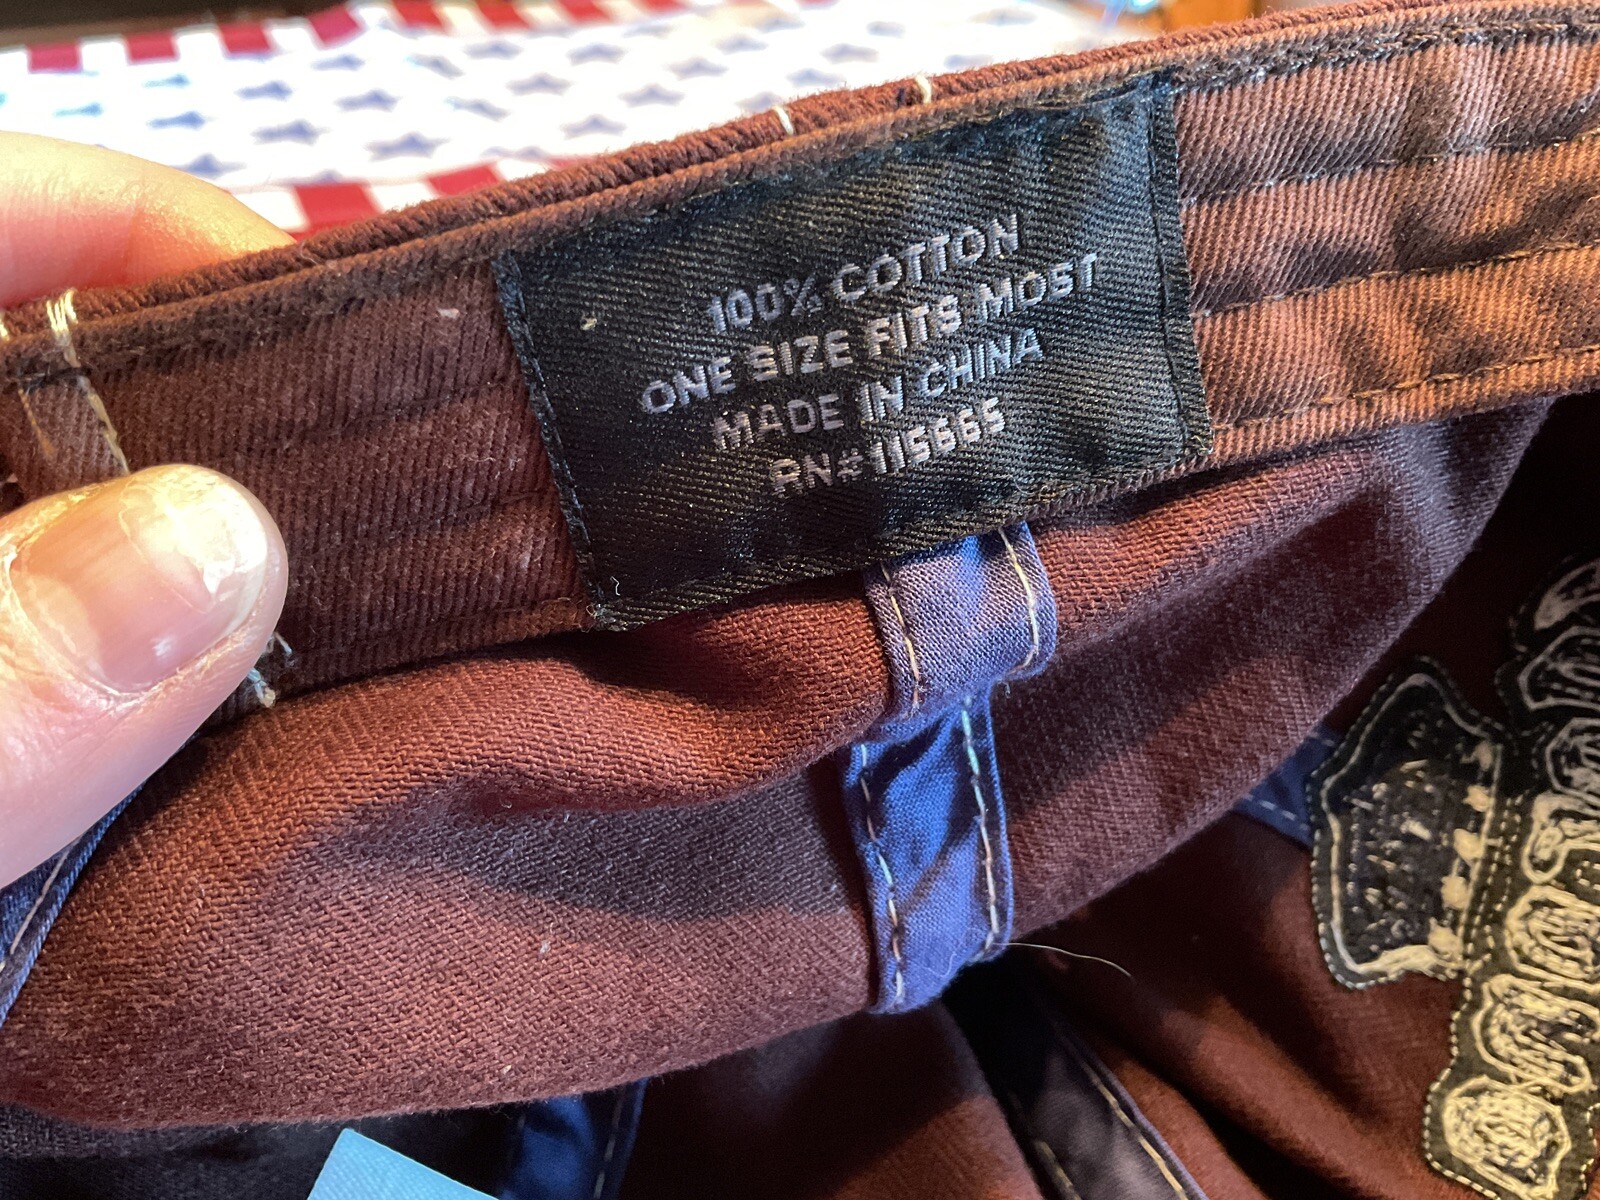 100% COTTON
ONE SIZE FITS MOST
MADE IN CHINA
RN#115665